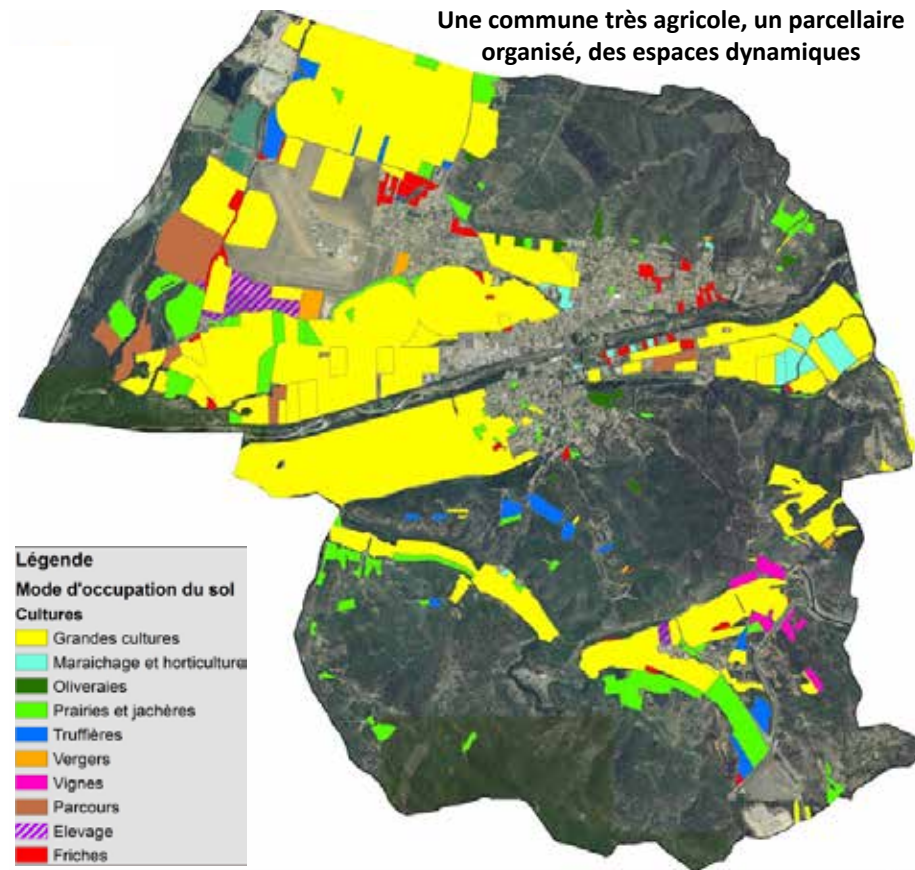 Une commune très agricole, un parcellaire
organisé, des espaces dynamiques
Légende
Mode d'occupation du sol
Cultures
Grandes cultures
Maraichage et horticulture
Oliveraies
Prairies et jachères
Truffières
Vergers
Vignes
Parcours
Elevage
Friches